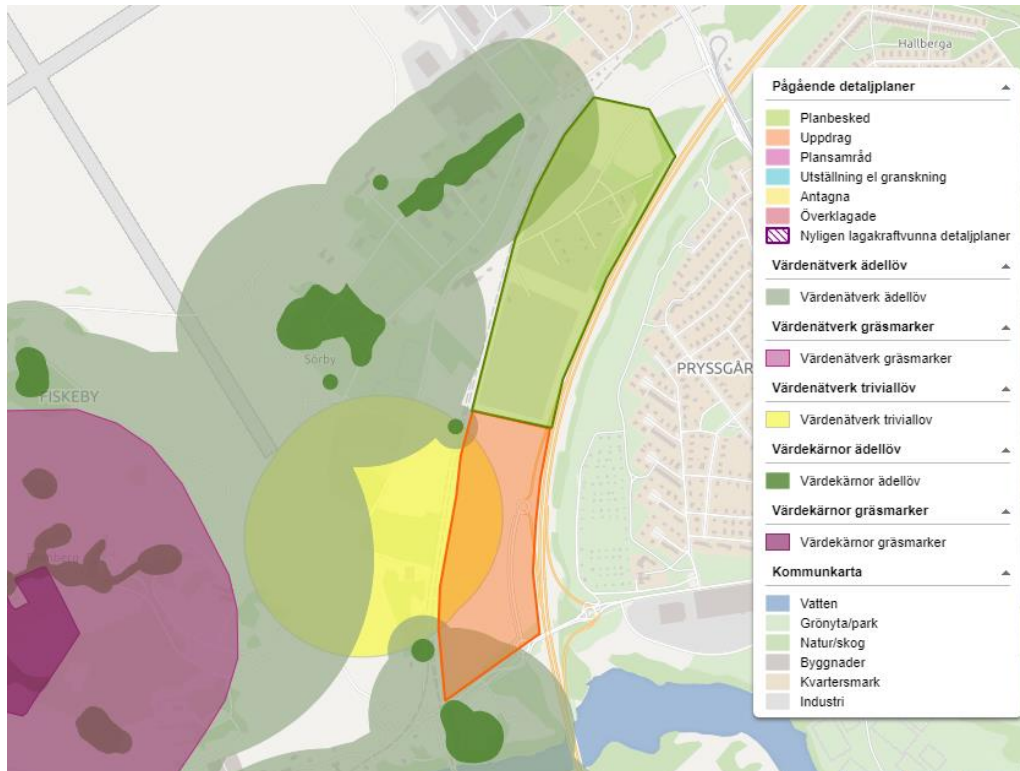 Hallberga
Pågående detaljplaner
Planbesked
Uppdrag
Plansamråd
Utställning el granskning
Antagna
Överklagade
Nyligen lagakraftvunna detaljplaner
Värdenätverk ädellöv
Värdenätverk ädellöv
Värdenätverk gräsmarker
Värdenätverk gräsmarker
Värdenätverk triviallöv
Värdenätverk triviallov
Värdekärnor ädellöv
Värdekärnor ädellöv
Värdekärnor gräsmarker
Värdekärnor gräsmarker
Kommunkarta
Vatten
Grönyta/park
Natur/skog
Byggnader
Kvartersmark
Industri
Sörby
PRYSSGÅR
FISKEBY